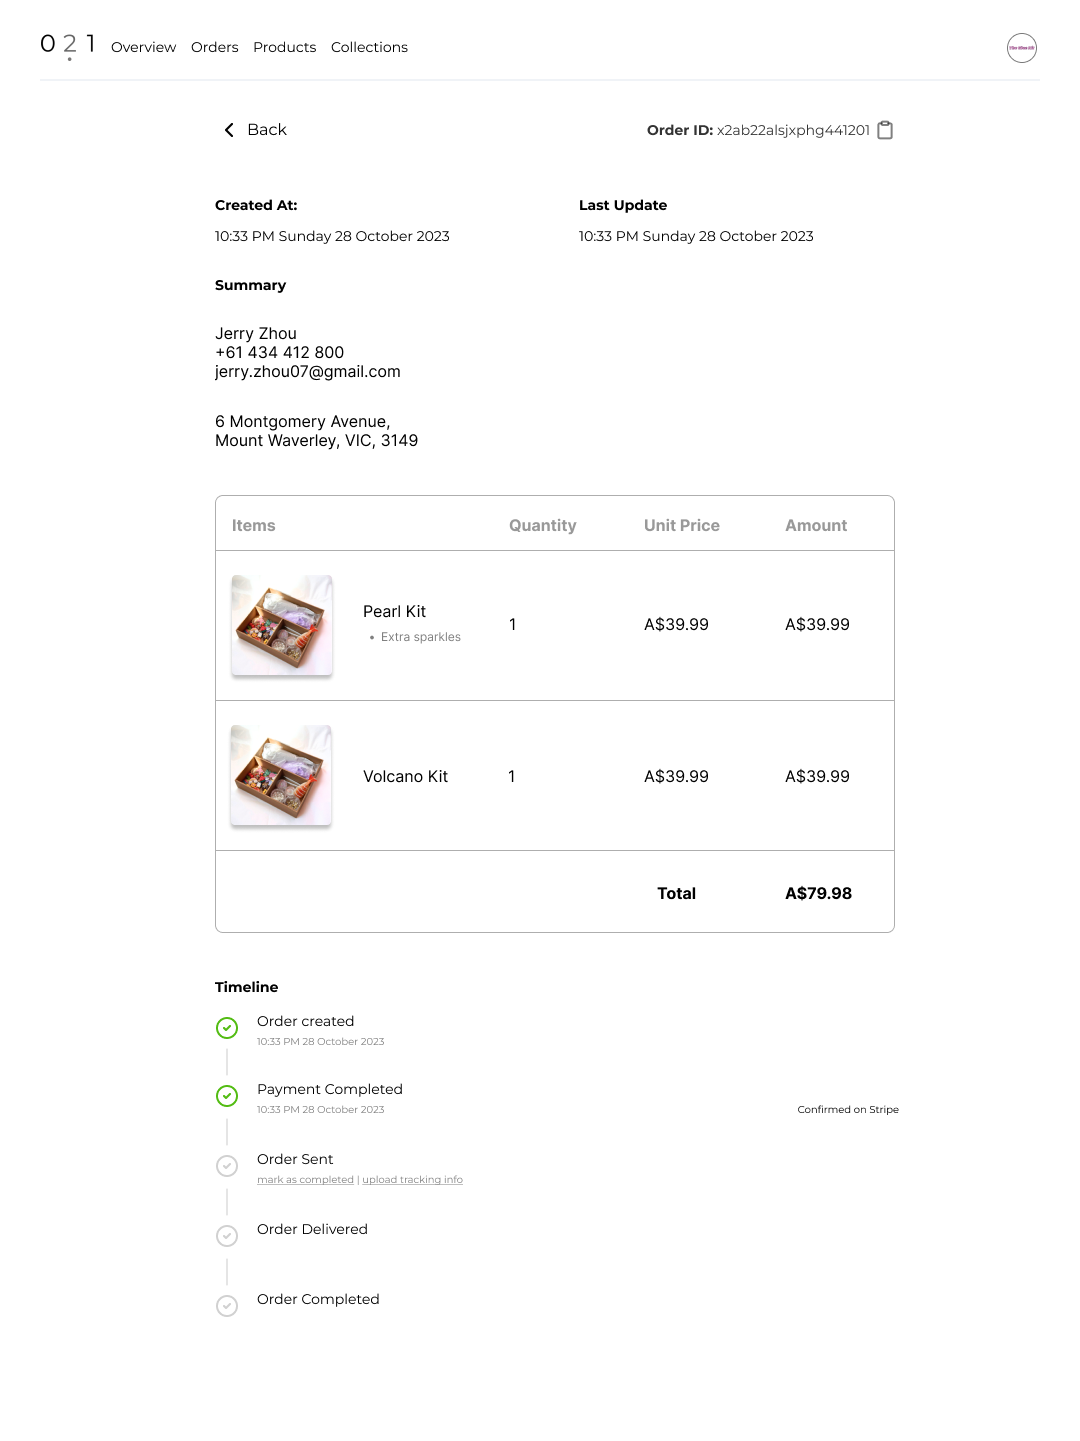 021 Overview Orders Products Collections
Back
Order ID: x2ab22alsjxphg441201
Created At:
Last Update
10:33 PM Sunday 28 October 2023
10:33 PM Sunday 28 October 2023
Summary
Jerry Zhou
+61 434 412 800
jerry.zhou07@gmail.com
6 Montgomery Avenue,
Mount Waverley, VIC, 3149
Items Quantity Unit Price Amount
Pearl Kit
• Extra sparkles
1 A$39.99 A$39.99
Volcano Kit 1 A$39.99 A$39.99
Total A$79.98
Timeline
Order created
10:33 PM 28 October 2023
Payment Completed
10:33 PM 28 October 2023
Confirmed on Stripe
Order Sent
mark as completed | upload tracking info
Order Delivered
Order Completed